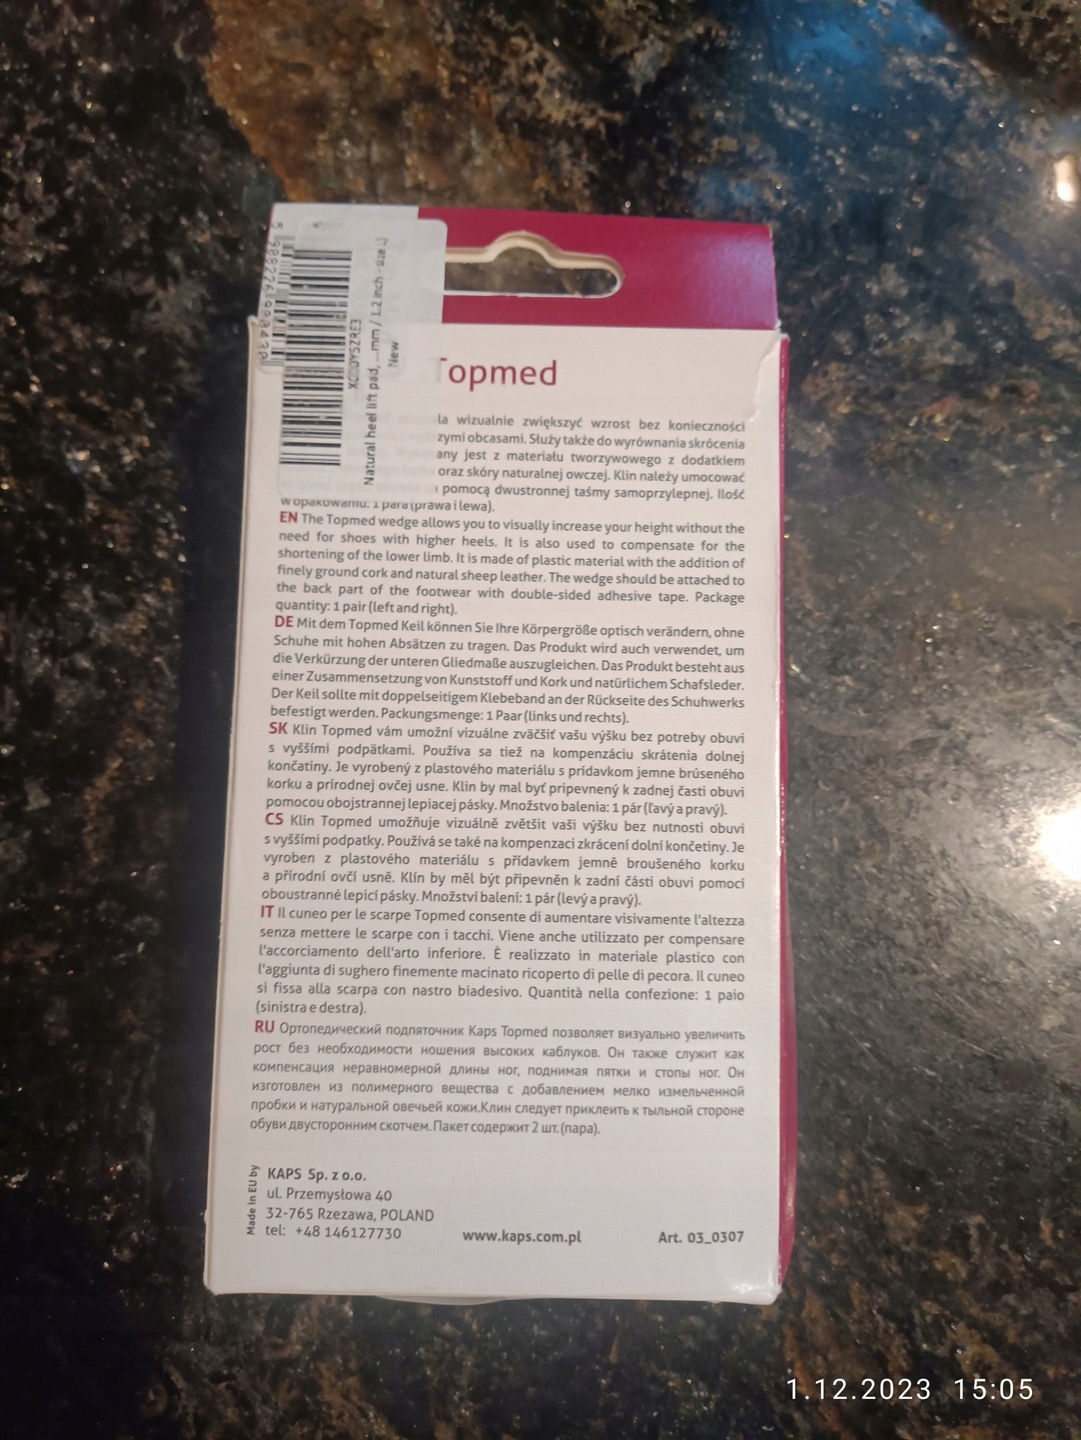 Natural heel lift pad, ...mm / 1.2 inch - size L)
New
opmed
la wizualnie zwiększyć wzrost bez konieczności
zymi obcasami. Służy także do wyrównania skrócenia
any jest z materiału tworzywowego z dodatkiem
oraz skóry naturalnej owczej. Klin należy umocować
pomocą dwustronnej taśmy samoprzylepnej. Ilość
w opakowaniu: 1 para (prawa i lewa).
EN The Topmed wedge allows you to visually increase your height without the
need for shoes with higher heels. It is also used to compensate for the
shortening of the lower limb. It is made of plastic material with the addition of
finely ground cork and natural sheep leather. The wedge should be attached to
the back part of the footwear with double-sided adhesive tape. Package
quantity: 1 pair (left and right).
DE Mit dem Topmed Keil können Sie Ihre Körpergröße optisch verändern, ohne
Schuhe mit hohen Absätzen zu tragen. Das Produkt wird auch verwendet, um
die Verkürzung der unteren Gliedmaße auszugleichen. Das Produkt besteht aus
einer Zusammensetzung von Kunststoff und Kork und natürlichem Schafsleder.
Der Keil sollte mit doppelseitigem Klebeband an der Rückseite des Schuhwerks
befestigt werden. Packungsmenge: 1 Paar (links und rechts).
SK Klin Topmed vám umožní vizuálne zväčšiť vašu výšku bez potreby obuvi
s vyššími podpätkami. Používa sa tiež na kompenzáciu skrátenia dolnej
končatiny. Je vyrobený z plastového materiálu s prídavkom jemne brúseného
korku a prírodnej ovčej usne. Klin by mal byť pripevnený k zadnej časti obuvi
pomocou obojstrannej lepiacej pásky. Množstvo balenia: 1 pár (ľavý a pravý).
CS Klin Topmed umožňuje vizuálně zvětšit vaši výšku bez nutnosti obuvi
s vyššími podpatky. Používá se také na kompenzaci zkrácení dolní končetiny. Je
vyroben z plastového materiálu s přídavkem jemně broušeného korku
a přírodní ovčí usně. Klín by měl být připevněn k zadní části obuvi pomocí
oboustranné lepicí pásky. Množství balení: 1 pár (levý a pravý).
IT Il cuneo per le scarpe Topmed consente di aumentare visivamente l'altezza
senza mettere le scarpe con i tacchi. Viene anche utilizzato per compensare
l'accorciamento dell'arto inferiore. È realizzato in materiale plastico con
l'aggiunta di sughero finemente macinato ricoperto di pelle di pecora. Il cuneo
si fissa alla scarpa con nastro biadesivo. Quantità nella confezione: 1 paio
(sinistra e destra).
RU Ортопедический подпяточник Kaps Topmed позволяет визуально увеличить
рост без необходимости ношения высоких каблуков. Он также служит как
компенсация неравномерной длины ног, поднимая пятки и стопы ног. Он
изготовлен из полимерного вещества с добавлением мелко измельченной
пробки и натуральной овечьей кожи.Клин следует приклеить к тыльной стороне
обуви двусторонним скотчем. Пакет содержит 2 шт. (пара).
Made in EU by
KAPS Sp. z o.o.
ul. Przemysłowa 40
32-765 Rzezawa, POLAND
tel: +48 146127730
www.kaps.com.pl
Art. 03_0307
1.12.2023 15:05